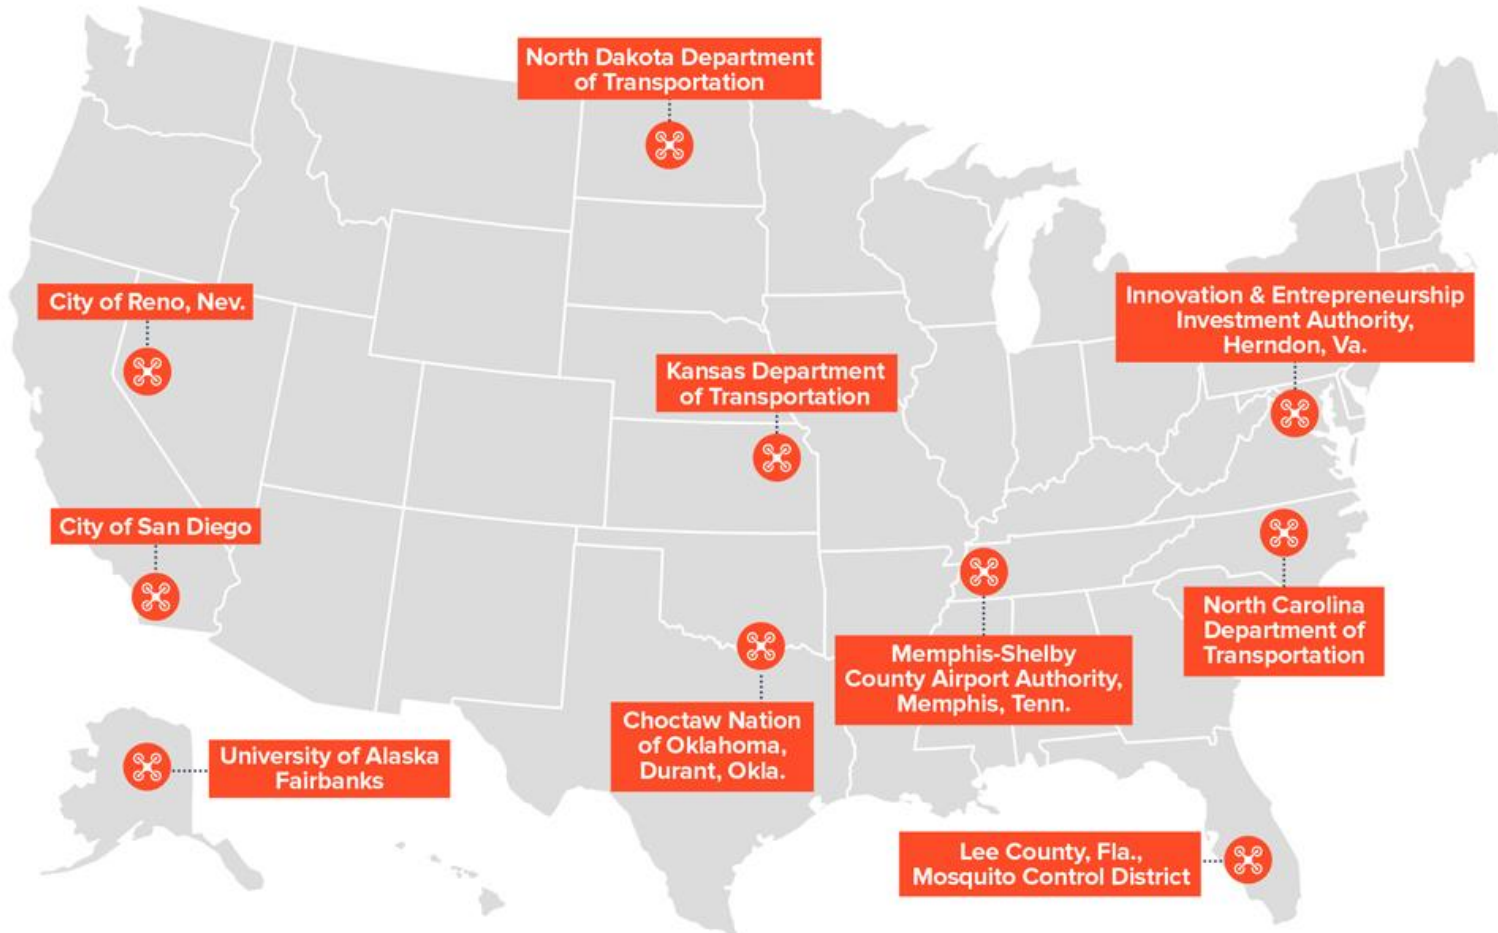 North Dakota Department
of Transportation
City of Reno, Nev.
Innovation & Entrepreneurship
Investment Authority,
Herndon, Va.
Kansas Department
of Transportation
City of San Diego
North Carolina
Department of
Transportation
Memphis-Shelby
County Airport Authority,
Memphis, Tenn.
Choctaw Nation
of Oklahoma,
Durant, Okla.
University of Alaska
Fairbanks
Lee County, Fla.,
Mosquito Control District